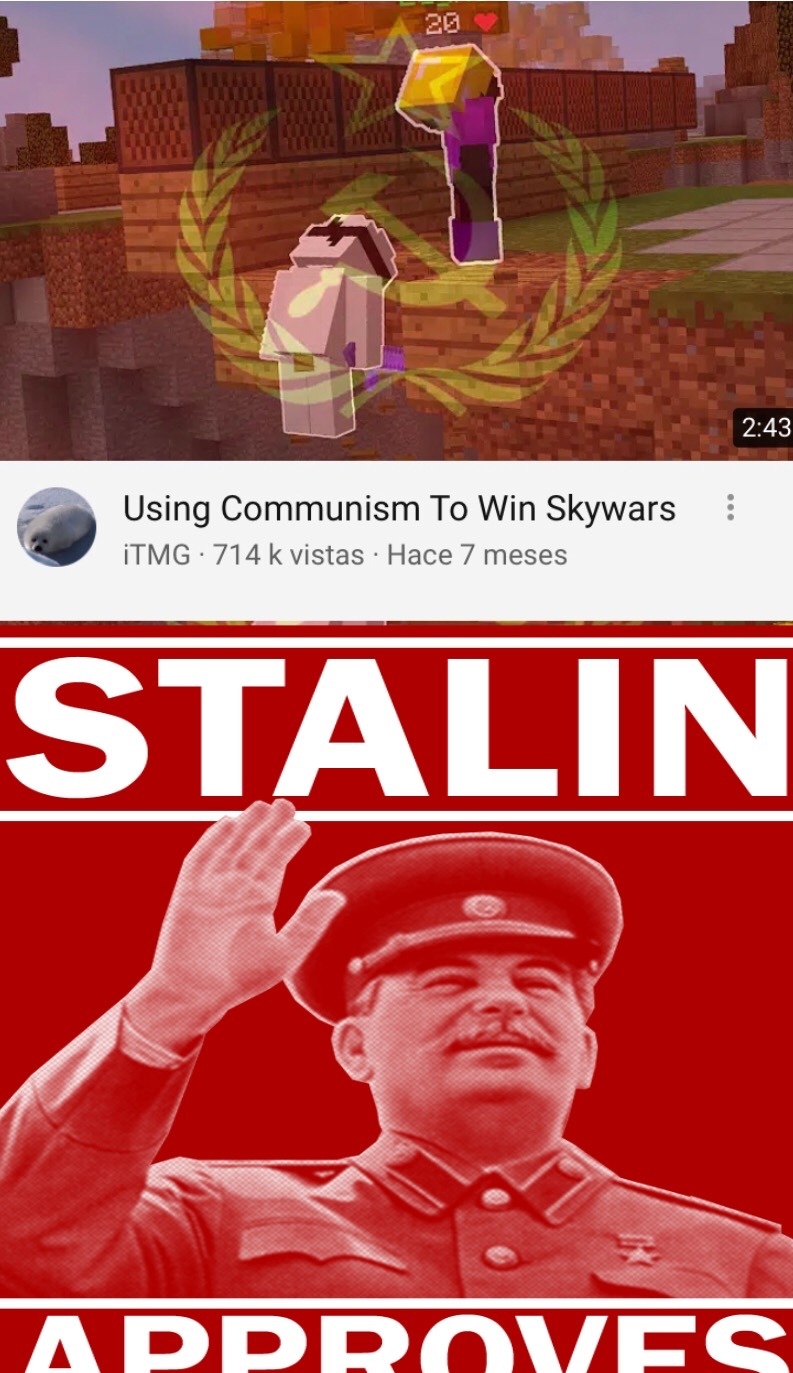 20 ❤
2:43
Using Communism To Win Skywars
iTMG · 714 k vistas · Hace 7 meses
STALIN
APPROVES